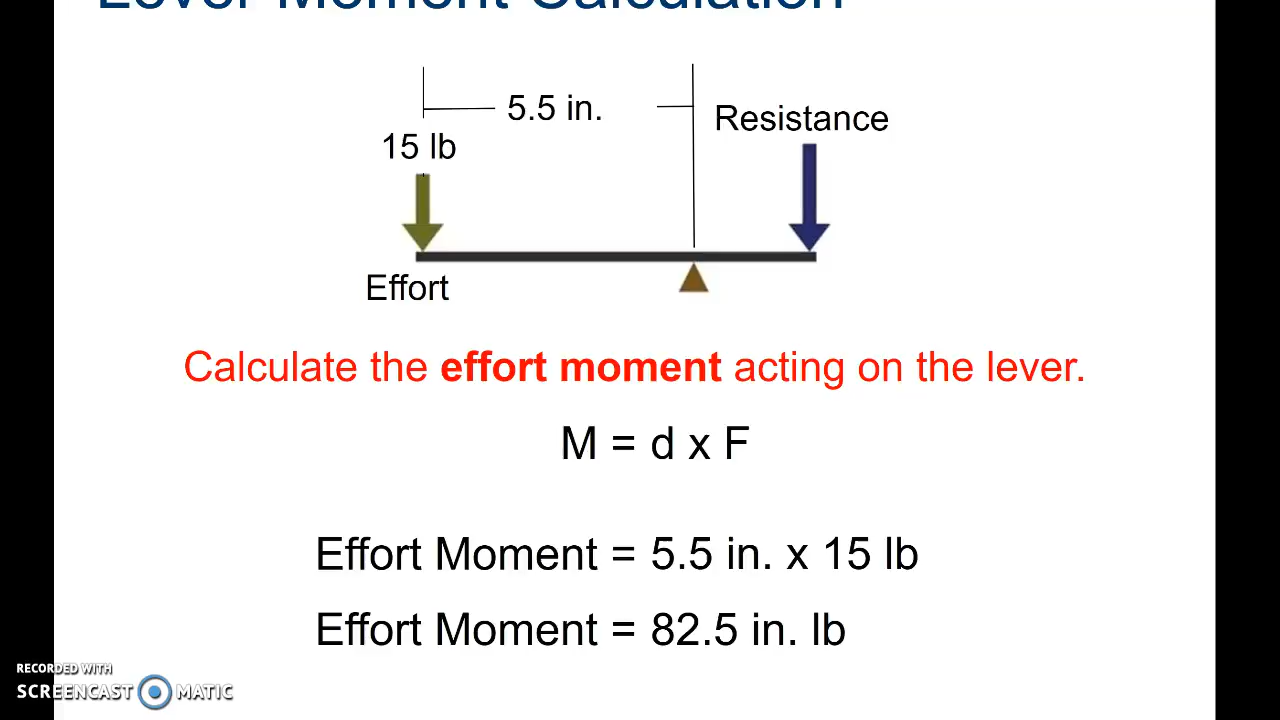 Lever Moment Calculation
5.5 in.
Resistance
15 lb
Effort
Calculate the effort moment acting on the lever.
M = d x F
Effort Moment = 5.5 in. x 15 lb
Effort Moment = 82.5 in. lb
RECORDED WITH
SCREENCAST MATIC